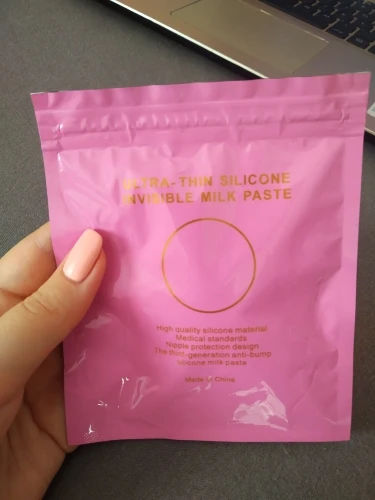 ULTRA-THIN SILICONE
INVISIBLE MILK PASTE
High quality silicone material
Medical standards
Nipple protection design
The third-generation anti-bump
silicone milk paste
Made in China